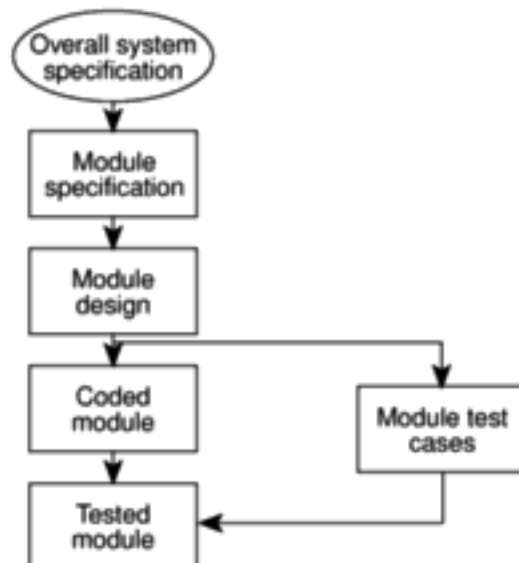 Overall system
specification
Module
specification
Module
design
Coded
module
Module test
cases
Tested
module